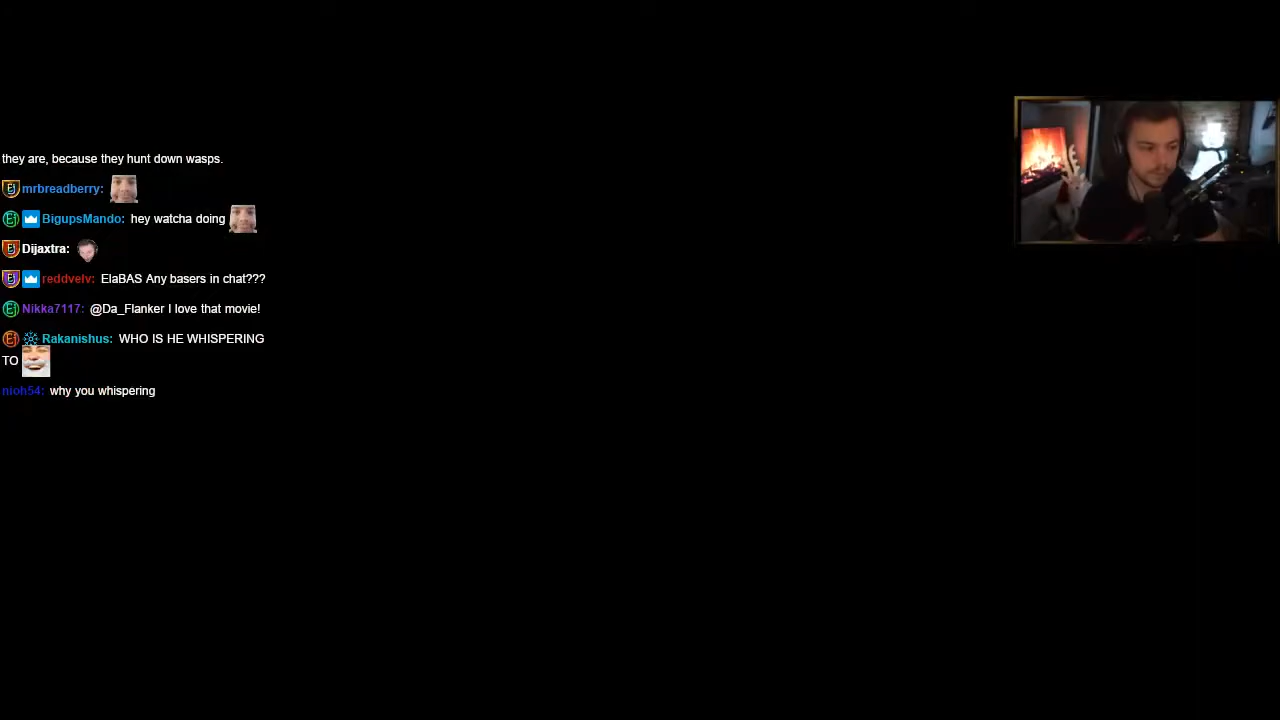 they are, because they hunt down wasps.
mrbreadberry:
BigupsMando: hey watcha doing
Dijaxtra:
reddvelv: ElaBAS Any basers in chat???
Nikka7117: @Da_Flanker I love that movie!
Rakanishus: WHO IS HE WHISPERING
TO
nioh54: why you whispering